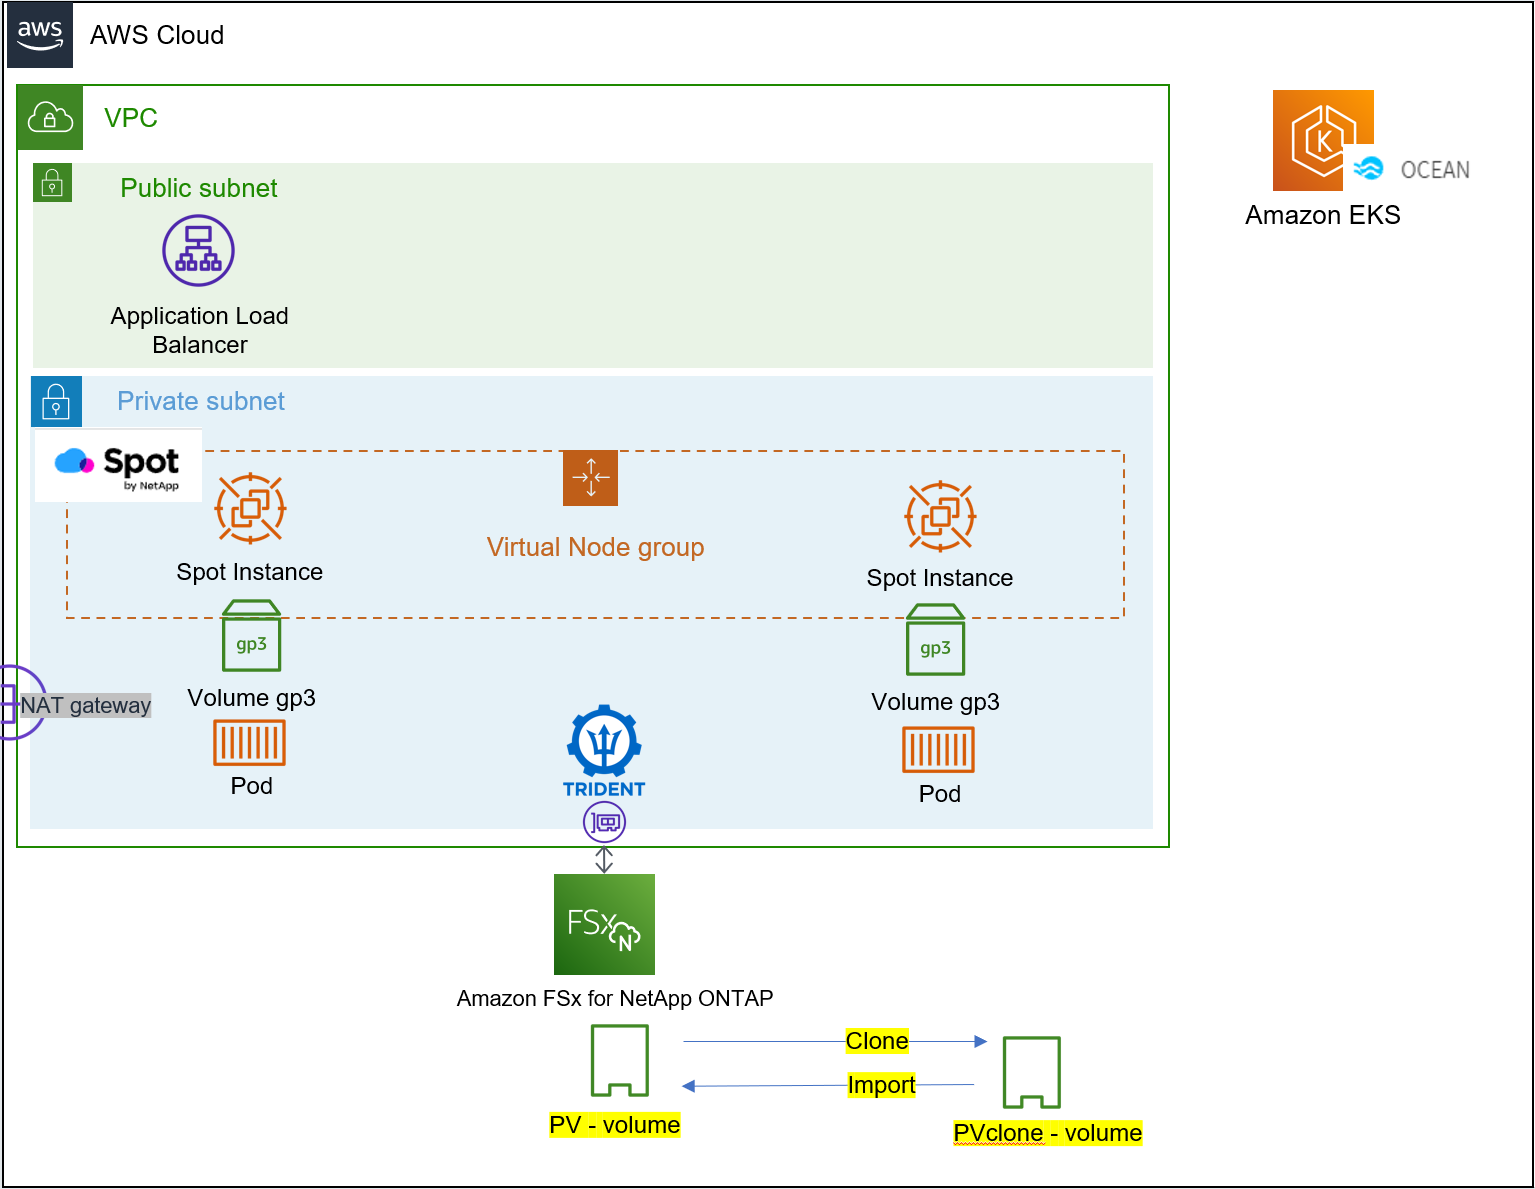 aws
AWS Cloud
VPC
K
OCEAN
Amazon EKS
Public subnet
Application Load
Balancer
Private subnet
Spot
by NetApp
Spot Instance
Virtual Node group
Spot Instance
gp3
gp3
Volume gp3
Volume gp3
NAT gateway
TRIDENT
Pod
Pod
FSx
N
Amazon FSx for NetApp ONTAP
Clone
Import
PV - volume
PVclone - volume